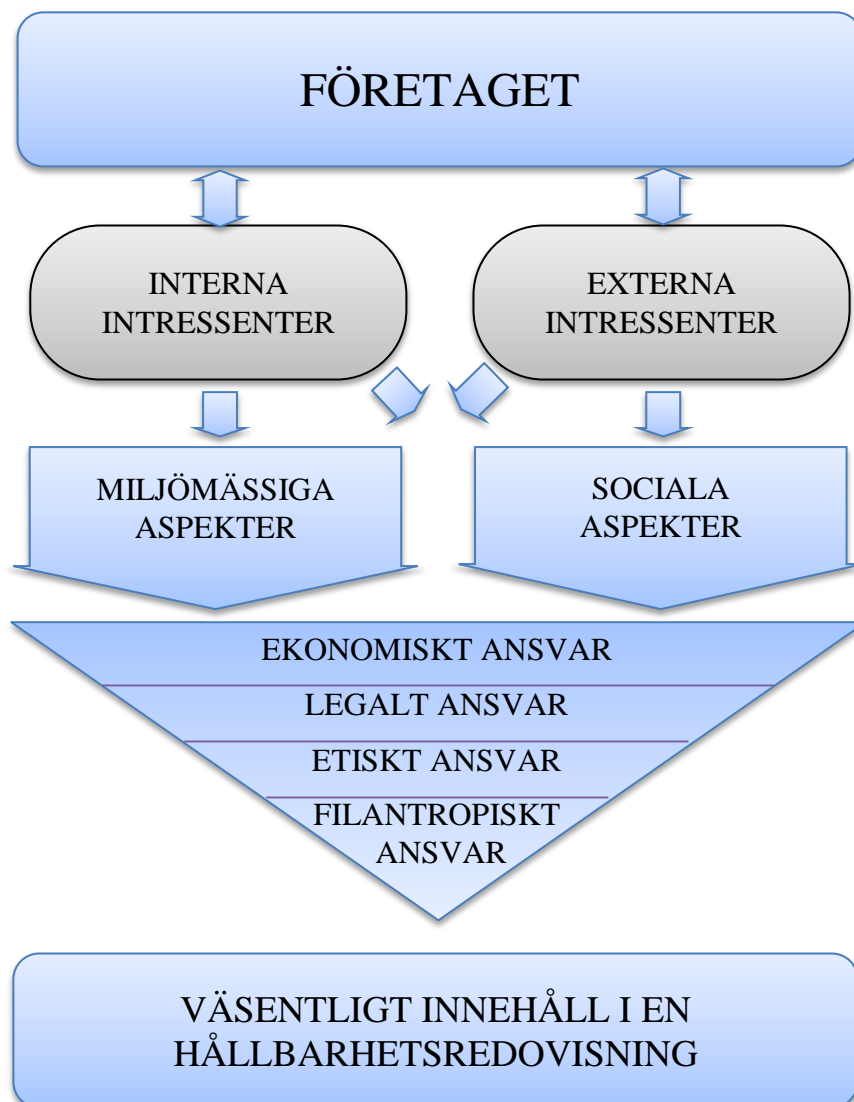 FÖRETAGET
INTERNA
INTRESSENTER
EXTERNA
INTRESSENTER
MILJÖMÄSSIGA
ASPEKTER
SOCIALA
ASPEKTER
EKONOMISKT ANSVAR
LEGALT ANSVAR
ETISKT ANSVAR
FILANTROPISKT
ANSVAR
VÄSENTLIGT INNEHÅLL I EN
HÅLLBARHETSREDOVISNING